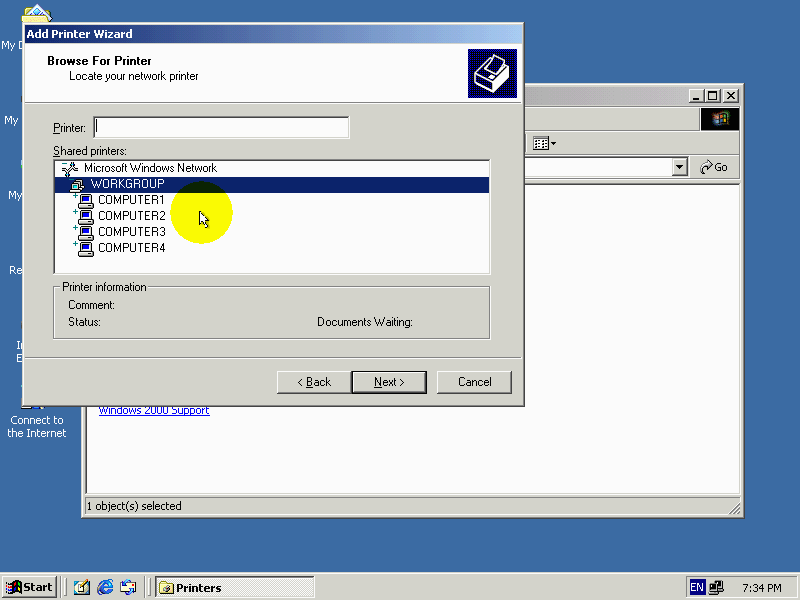 Add Printer Wizard
Browse For Printer
Locate your network printer
Printer:
Shared printers:
Microsoft Windows Network
WORKGROUP
COMPUTER1
COMPUTER2
COMPUTER3
COMPUTER4
Printer information
Comment:
Status: Documents Waiting:
< Back Next > Cancel
Go
My D
My
My
Re
I
E
Connect to
the Internet
Windows 2000 Support
1 object(s) selected
Start Printers EN 7:34 PM